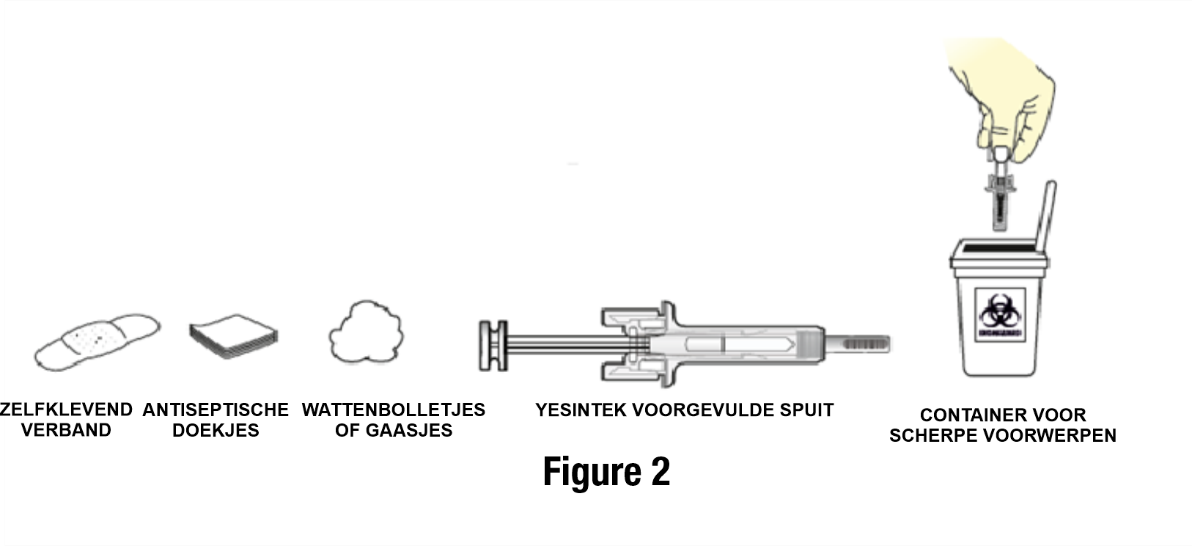 ZELFKLEVEND
VERBAND
ANTISEPTISCHE
DOEKJES
WATTENBOLLETJES
OF GAASJES
YESINTEK VOORGEVULDE SPUIT
CONTAINER VOOR
SCHERPE VOORWERPEN
Figure 2